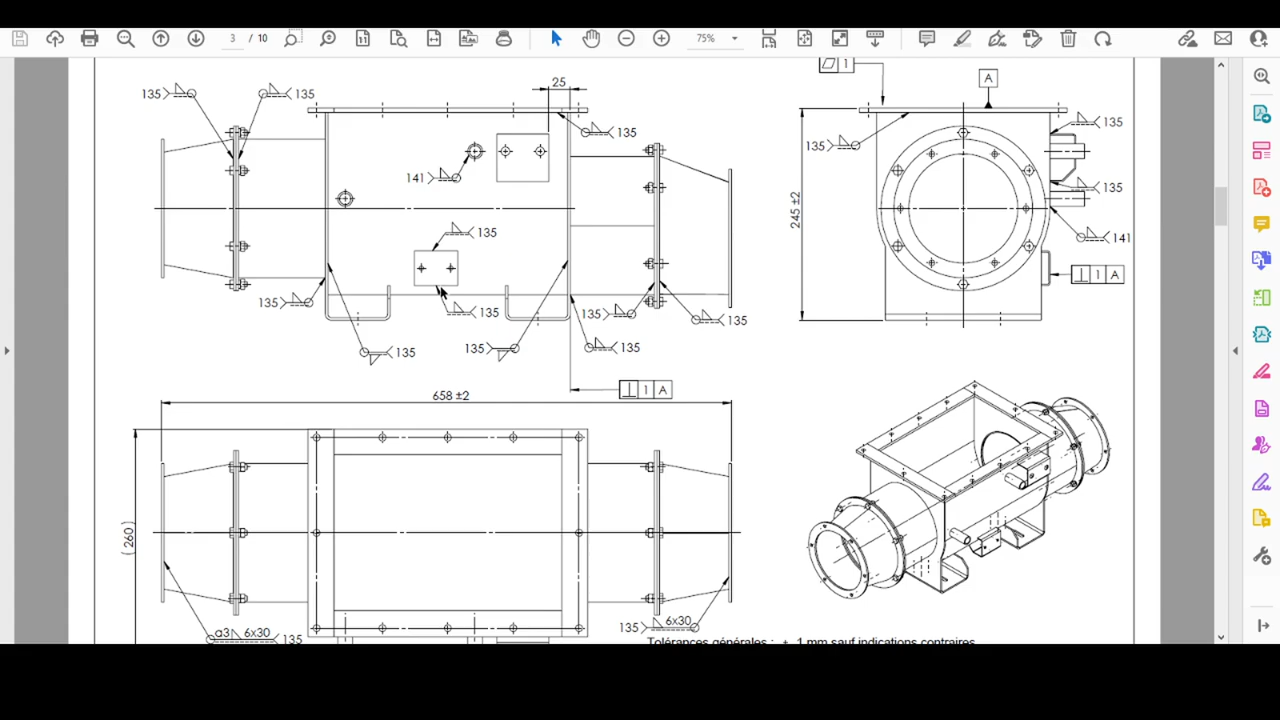 3 / 10
75%
25
135
135
135
141
135
135
135
135
135
135
135
135
135
⊥ 1 A
658 ±2
▱ 1
A
135
135
135
141
245 ±2
⊥ 1 A
( 260 )
a3 6x30 135
135 6x30
Tolérances générales : ± 1 mm sauf indications contraires